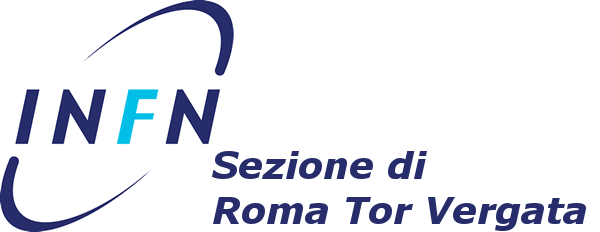 INFN
Sezione di
Roma Tor Vergata